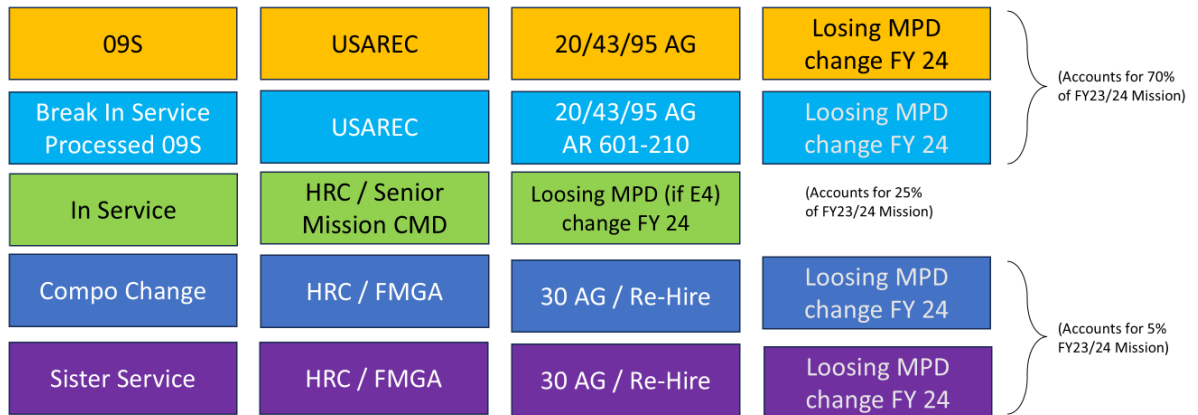 09S
USAREC
20/43/95 AG
Losing MPD
change FY 24
(Accounts for 70%
of FY23/24 Mission)
Break In Service
Processed 09S
USAREC
20/43/95 AG
AR 601-210
Loosing MPD
change FY 24
In Service
HRC / Senior
Mission CMD
Loosing MPD (if E4)
change FY 24
(Accounts for 25%
of FY23/24 Mission)
Compo Change
HRC / FMGA
30 AG / Re-Hire
Loosing MPD
change FY 24
(Accounts for 5%
FY23/24 Mission)
Sister Service
HRC / FMGA
30 AG / Re-Hire
Loosing MPD
change FY 24